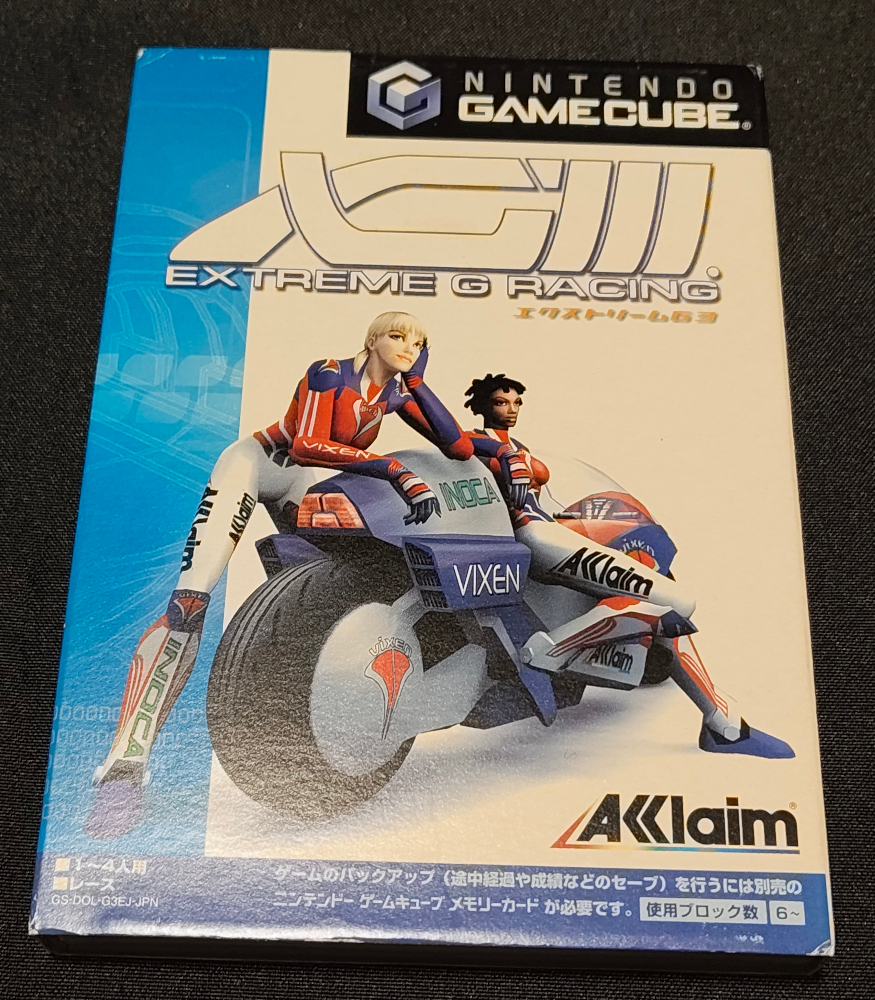 NINTENDO
GAMECUBE®
XGIII.
EXTREME G RACING
エクストリームG3
VIXEN
INOCA
Acclaim
Acclaim
VIXEN
Acclaim
VIXEN
VIXEN
Acclaim
VIXEN
INOCA
Acclaim®
■1～4人用
■レース
GS-DOL-G3EJ-JPN
ゲームのバックアップ（途中経過や成績などのセーブ）を行うには別売の
ニンテンドー ゲームキューブ メモリーカード が必要です。 使用ブロック数 6～